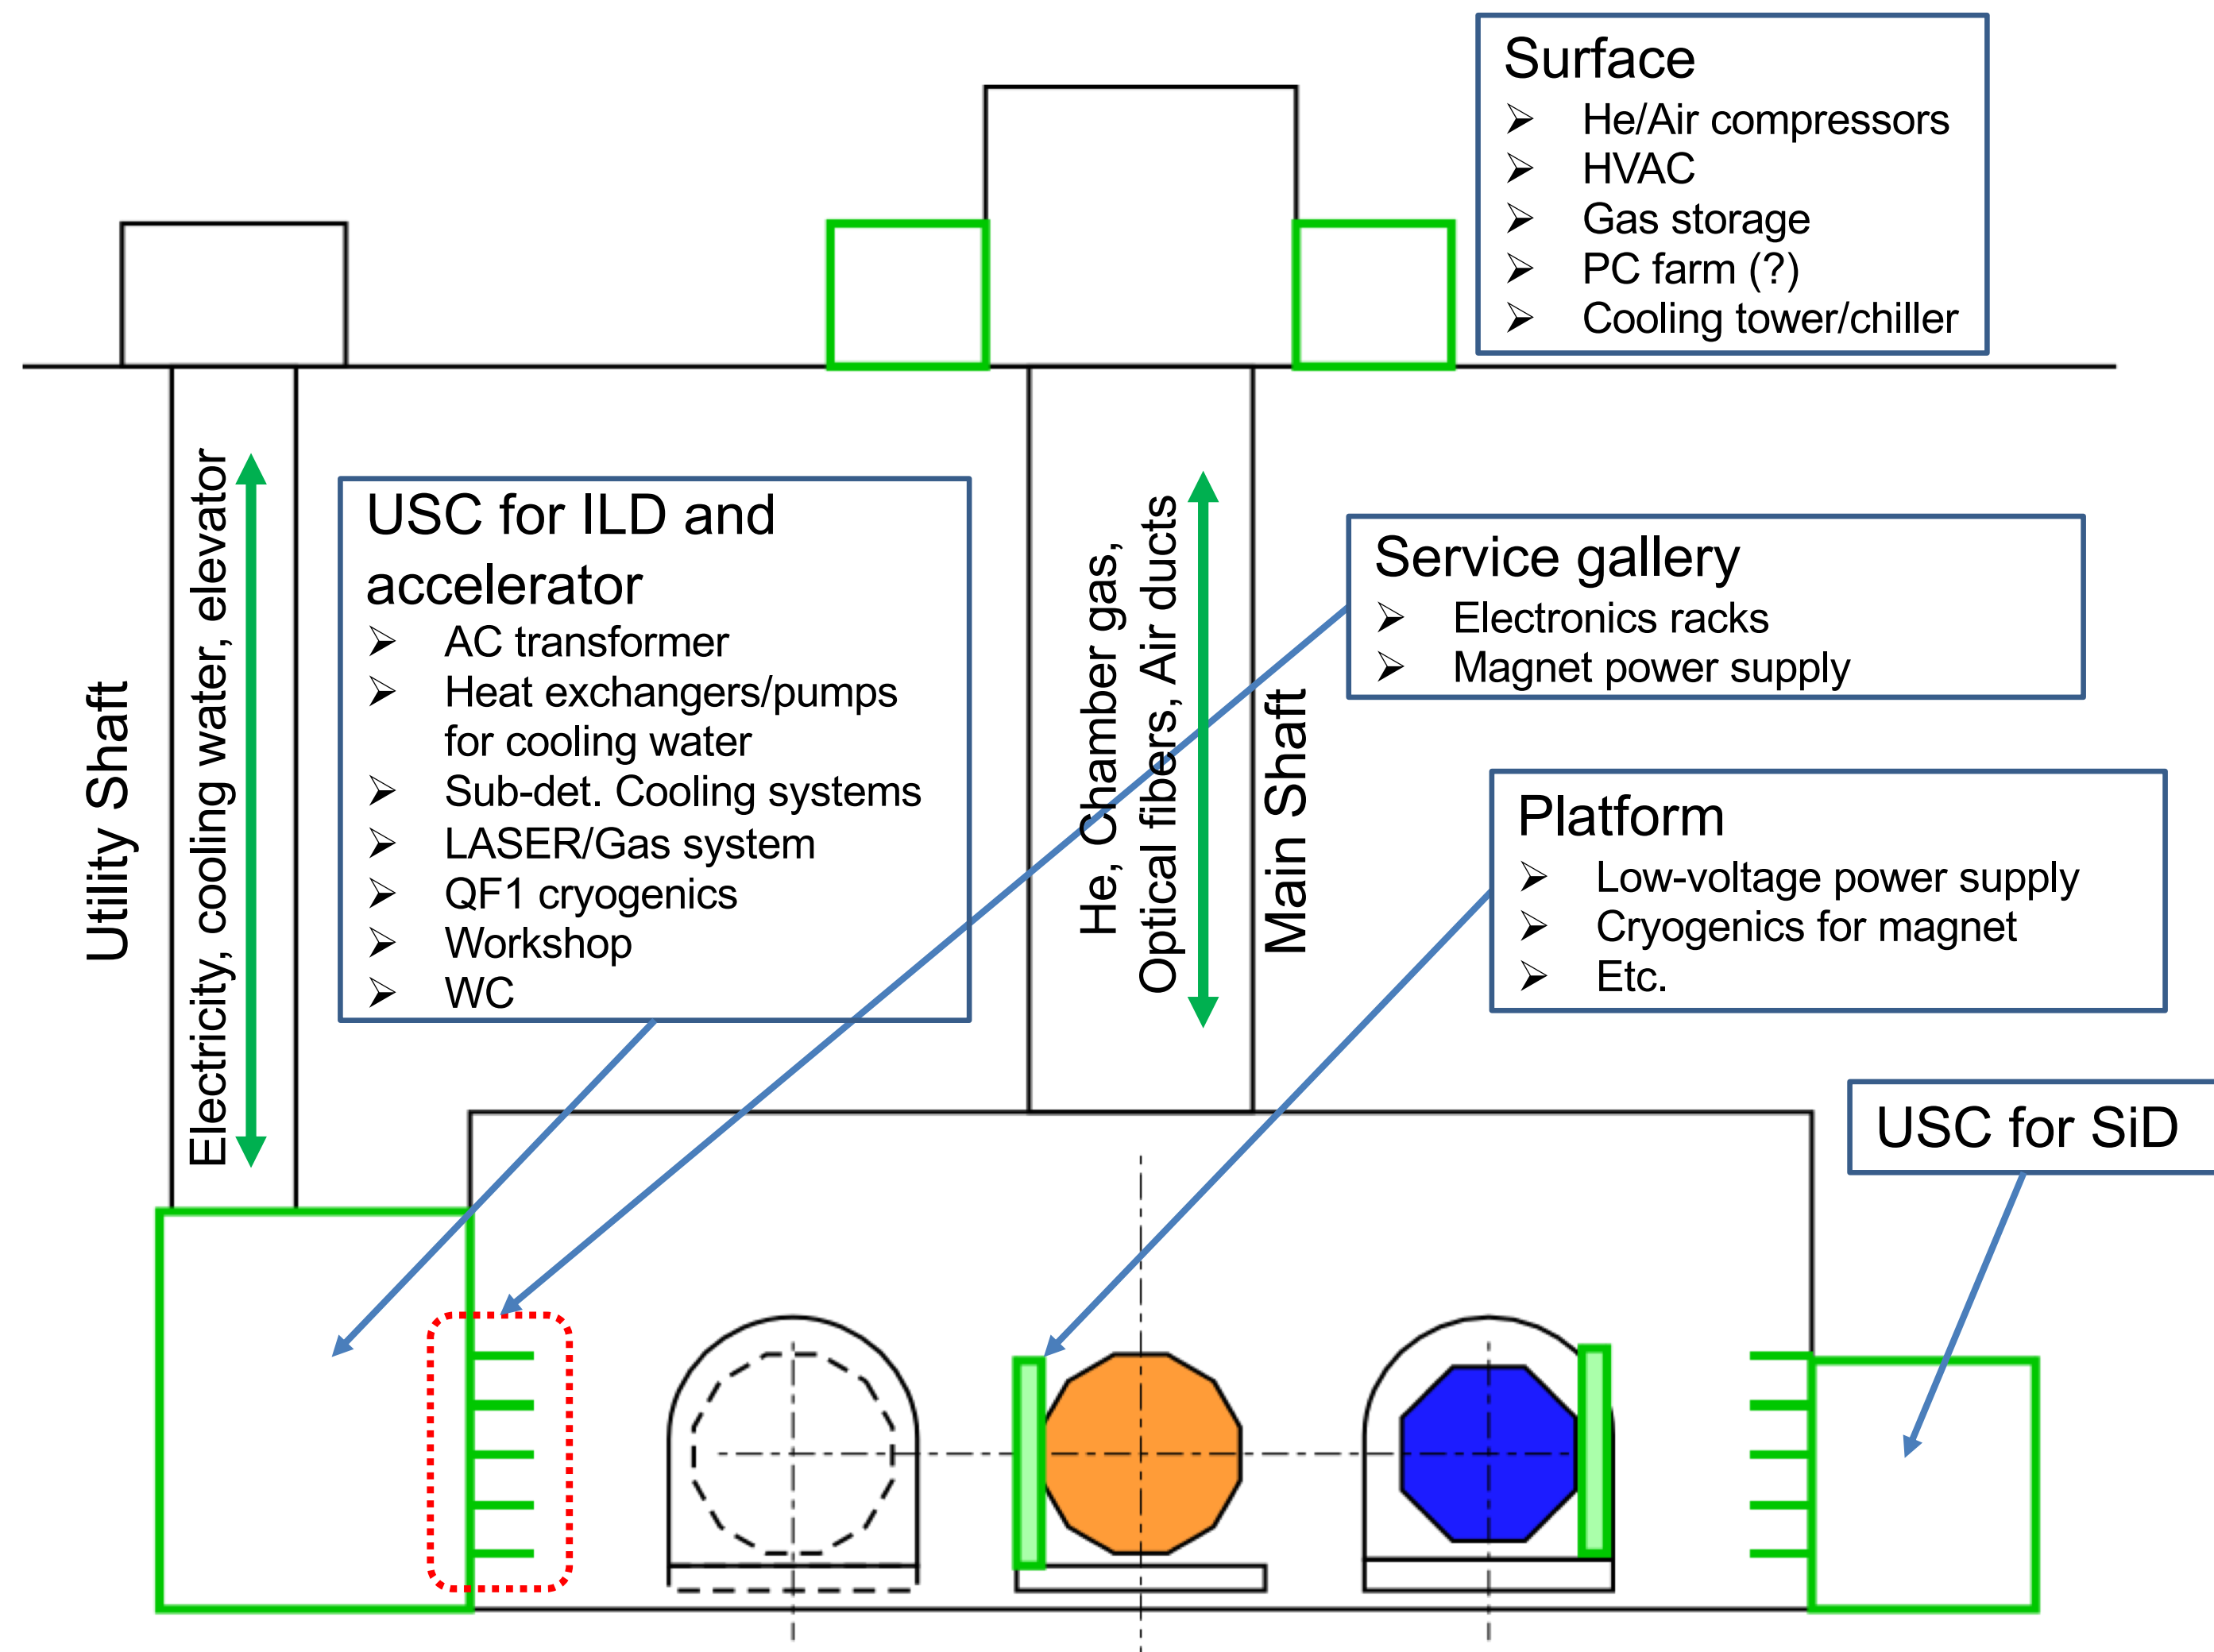 Surface
➢ He/Air compressors
➢ HVAC
➢ Gas storage
➢ PC farm (?)
➢ Cooling tower/chiller
Utility Shaft
Electricity, cooling water, elevator
USC for ILD and
accelerator
➢ AC transformer
➢ Heat exchangers/pumps
for cooling water
➢ Sub-det. Cooling systems
➢ LASER/Gas system
➢ QF1 cryogenics
➢ Workshop
➢ WC
He, Chamber gas,
Optical fibers, Air ducts
Main Shaft
Service gallery
➢ Electronics racks
➢ Magnet power supply
Platform
➢ Low-voltage power supply
➢ Cryogenics for magnet
➢ Etc.
USC for SiD